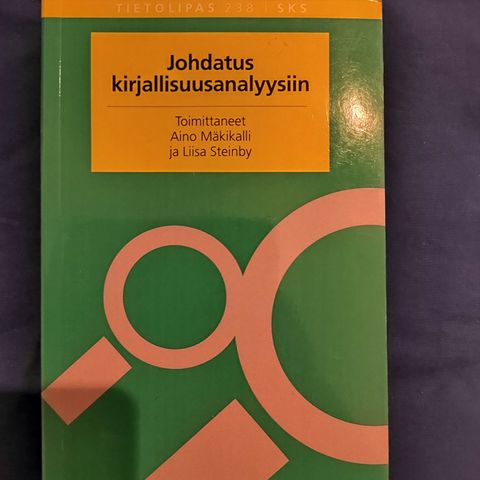 TIETOLIPAS 238 | SKS
Johdatus
kirjallisuusanalyysiin
Toimittaneet
Aino Mäkikalli
ja Liisa Steinby